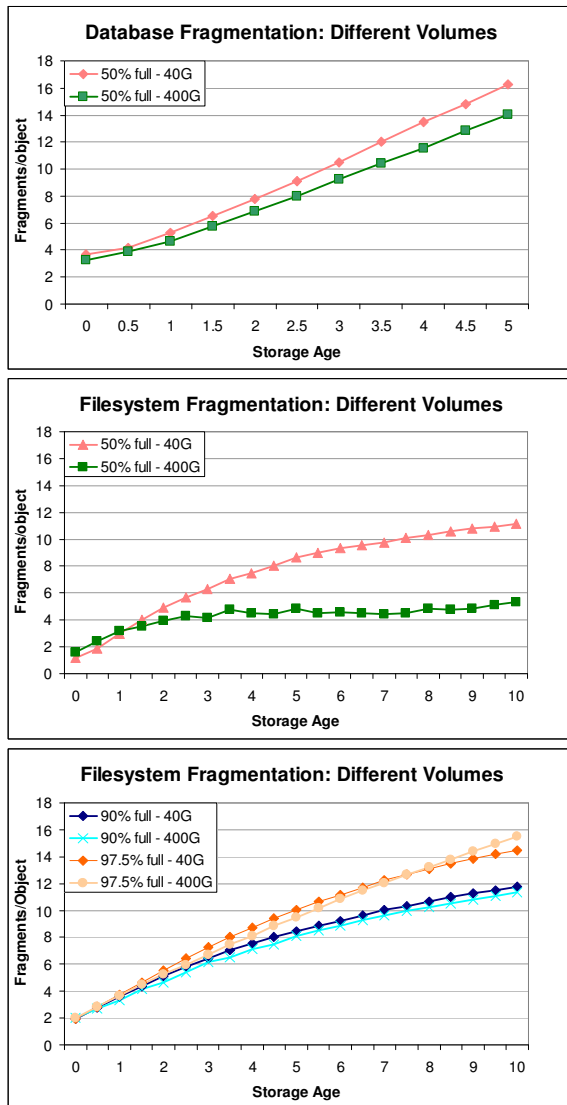 Database Fragmentation: Different Volumes
50% full - 40G
50% full - 400G
Fragments/object
18
16
14
12
10
8
6
4
2
0
0 0.5 1 1.5 2 2.5 3 3.5 4 4.5 5
Storage Age
Filesystem Fragmentation: Different Volumes
50% full - 40G
50% full - 400G
Fragments/object
18
16
14
12
10
8
6
4
2
0
0 1 2 3 4 5 6 7 8 9 10
Storage Age
Filesystem Fragmentation: Different Volumes
90% full - 40G
90% full - 400G
97.5% full - 40G
97.5% full - 400G
Fragments/Object
18
16
14
12
10
8
6
4
2
0
0 1 2 3 4 5 6 7 8 9 10
Storage Age